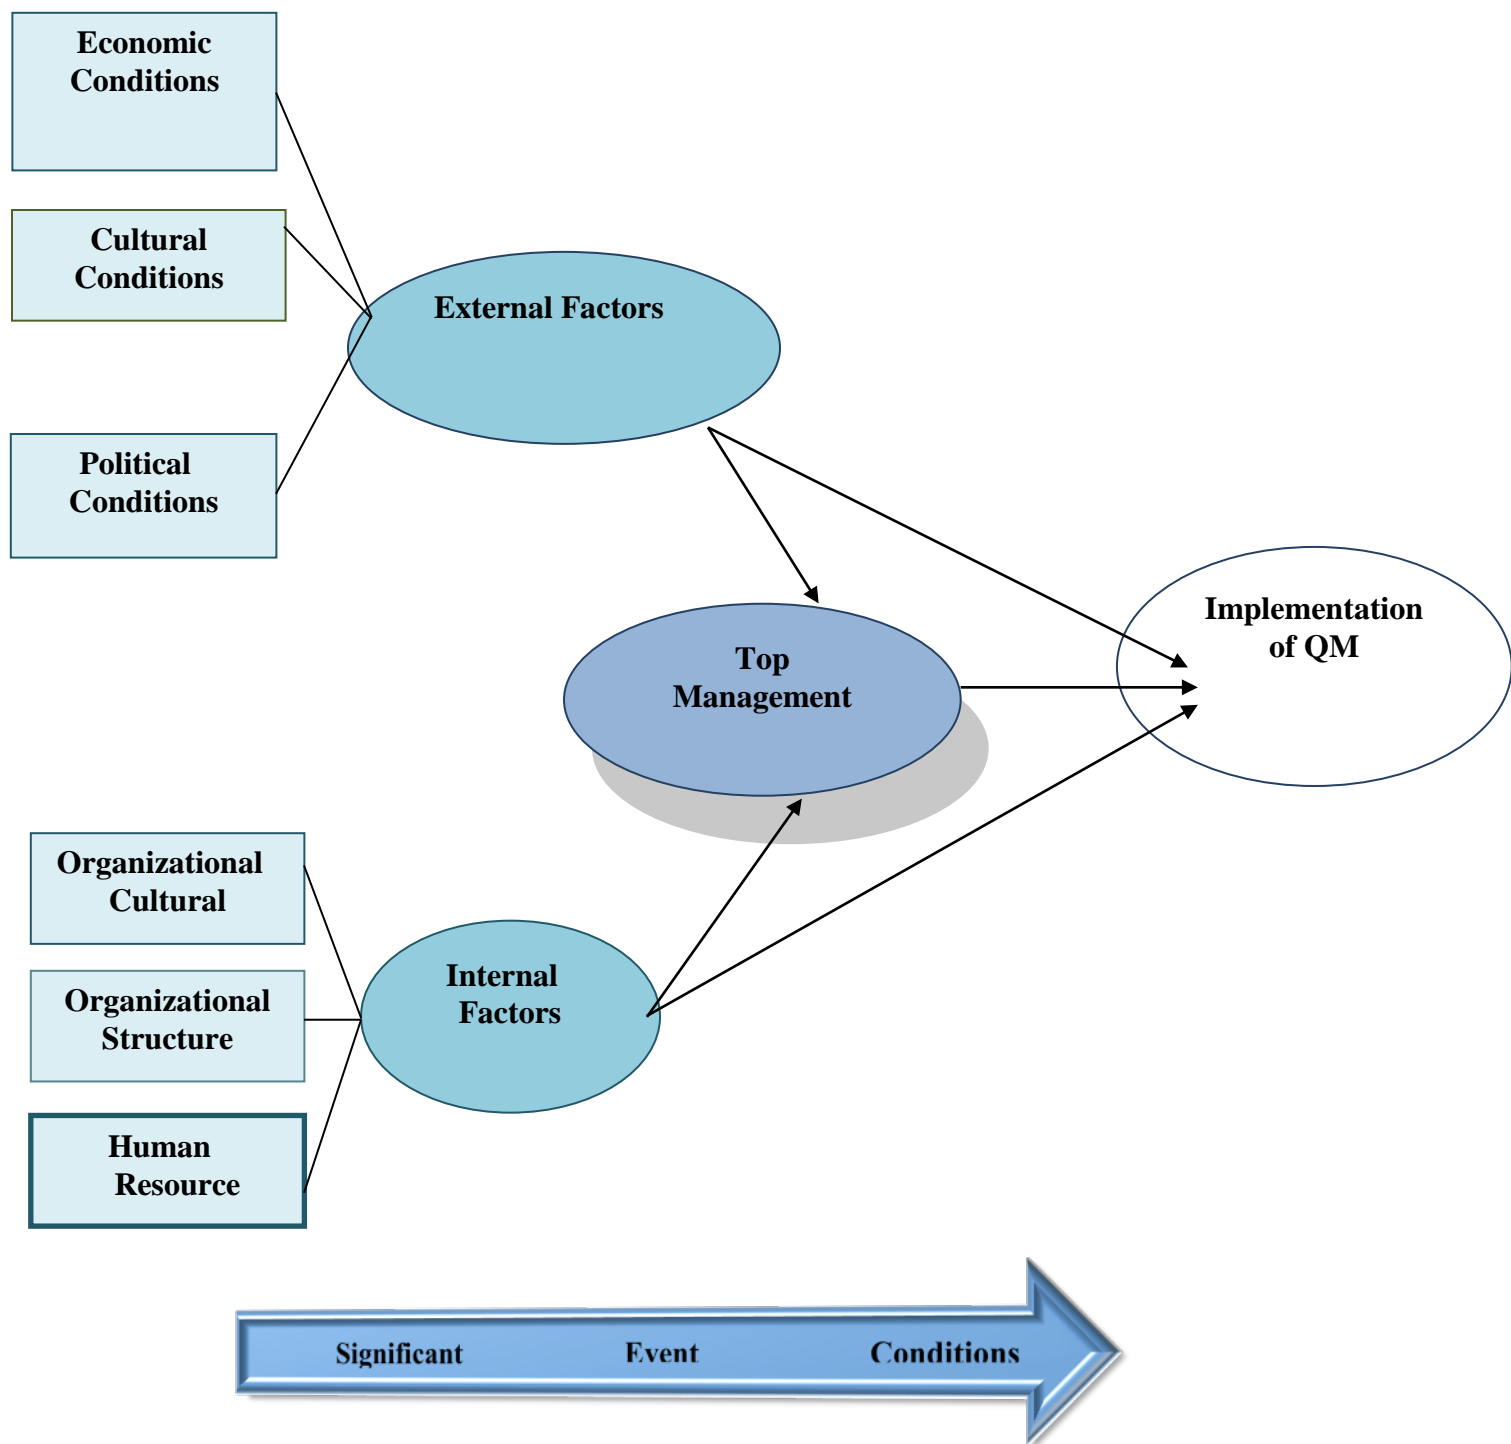 Economic
Conditions
Cultural
Conditions
External Factors
Political
Conditions
Implementation
of QM
Top
Management
Organizational
Cultural
Internal
Factors
Organizational
Structure
Human
Resource
Significant Event Conditions